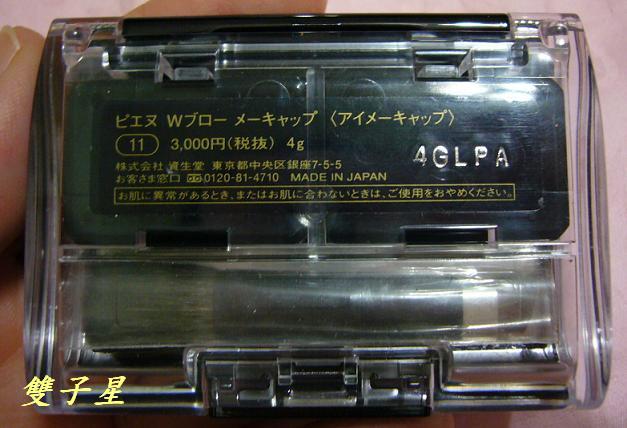 ピエヌ Wブロー メーキャップ 〈アイメーキャップ〉
11 3,000円(税抜) 4g
4GLPA
株式会社 資生堂 東京都中央区銀座7-5-5
お客さま窓口 0120-81-4710 MADE IN JAPAN
お肌に異常があるとき、またはお肌に合わないときは、ご使用をおやめください。
雙子星